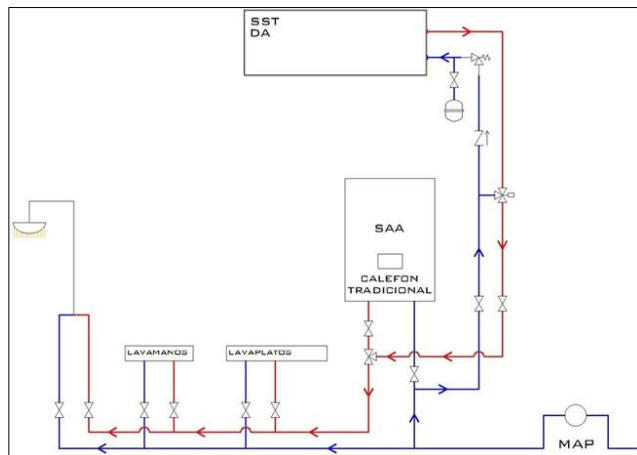 SST
DA
SAA
CALEFON
TRADICIONAL
LAVAMANOS
LAVAPLATOS
MAP